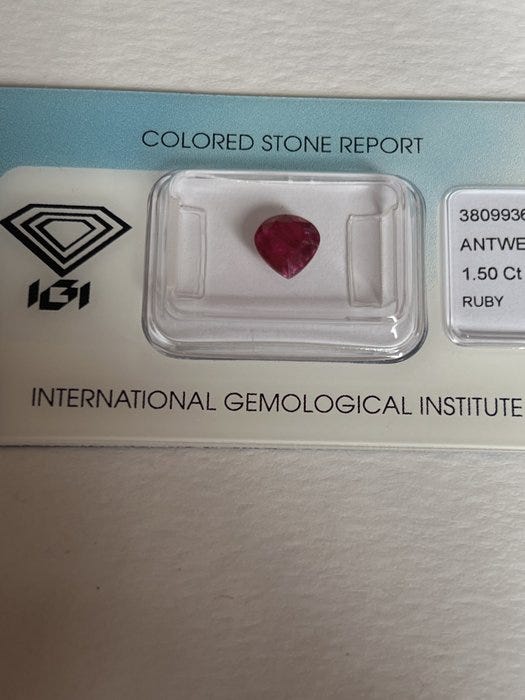 COLORED STONE REPORT
IGI
3809936
ANTWE
1.50 Ct
RUBY
INTERNATIONAL GEMOLOGICAL INSTITUTE